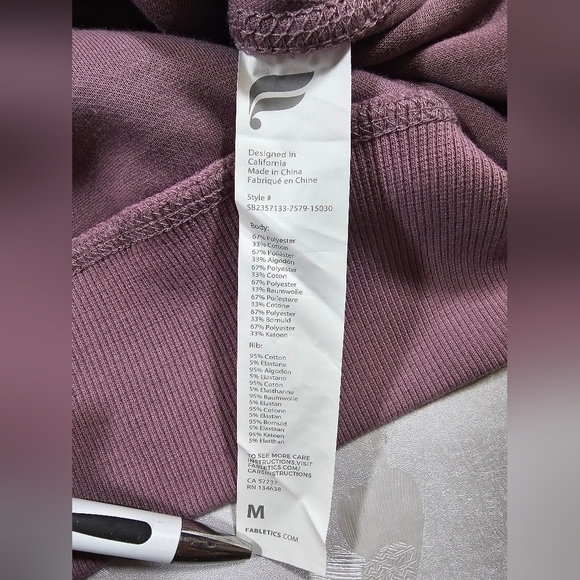 Designed in
California
Made in China
Fabriqué en Chine
Style #
SB2357133-7579-15030
Body:
67% Polyester
33% Cotton
67% Poliéster
33% Algodón
67% Polyester
33% Coton
67% Polyester
33% Baumwolle
67% Poliestere
33% Cotone
67% Polyester
33% Bomuld
67% Polyester
33% Katoen
Rib:
95% Cotton
5% Elastane
95% Algodón
5% Elastano
95% Coton
5% Elasthanne
95% Baumwolle
5% Elastan
95% Cotone
5% Elastan
95% Bomuld
5% Elastaan
95% Katoen
5% Elasthan
TO SEE MORE CARE
INSTRUCTIONS,VISIT
FABLETICS.COM/
CAREINSTRUCTIONS
CA 52737
RN 134638
M
FABLETICS.COM